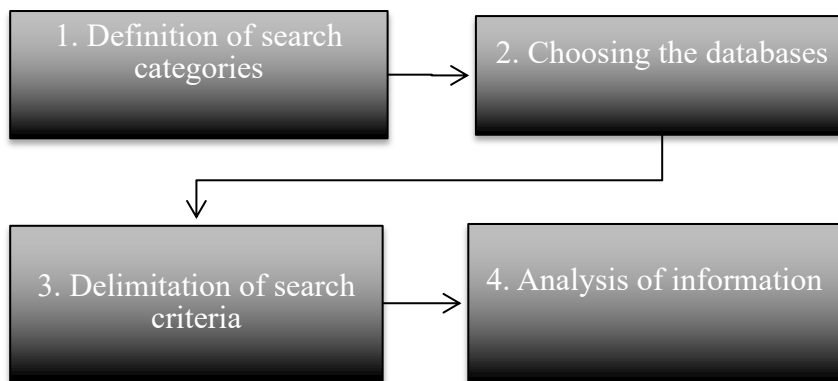 1. Definition of search
categories
2. Choosing the databases
3. Delimitation of search
criteria
4. Analysis of information